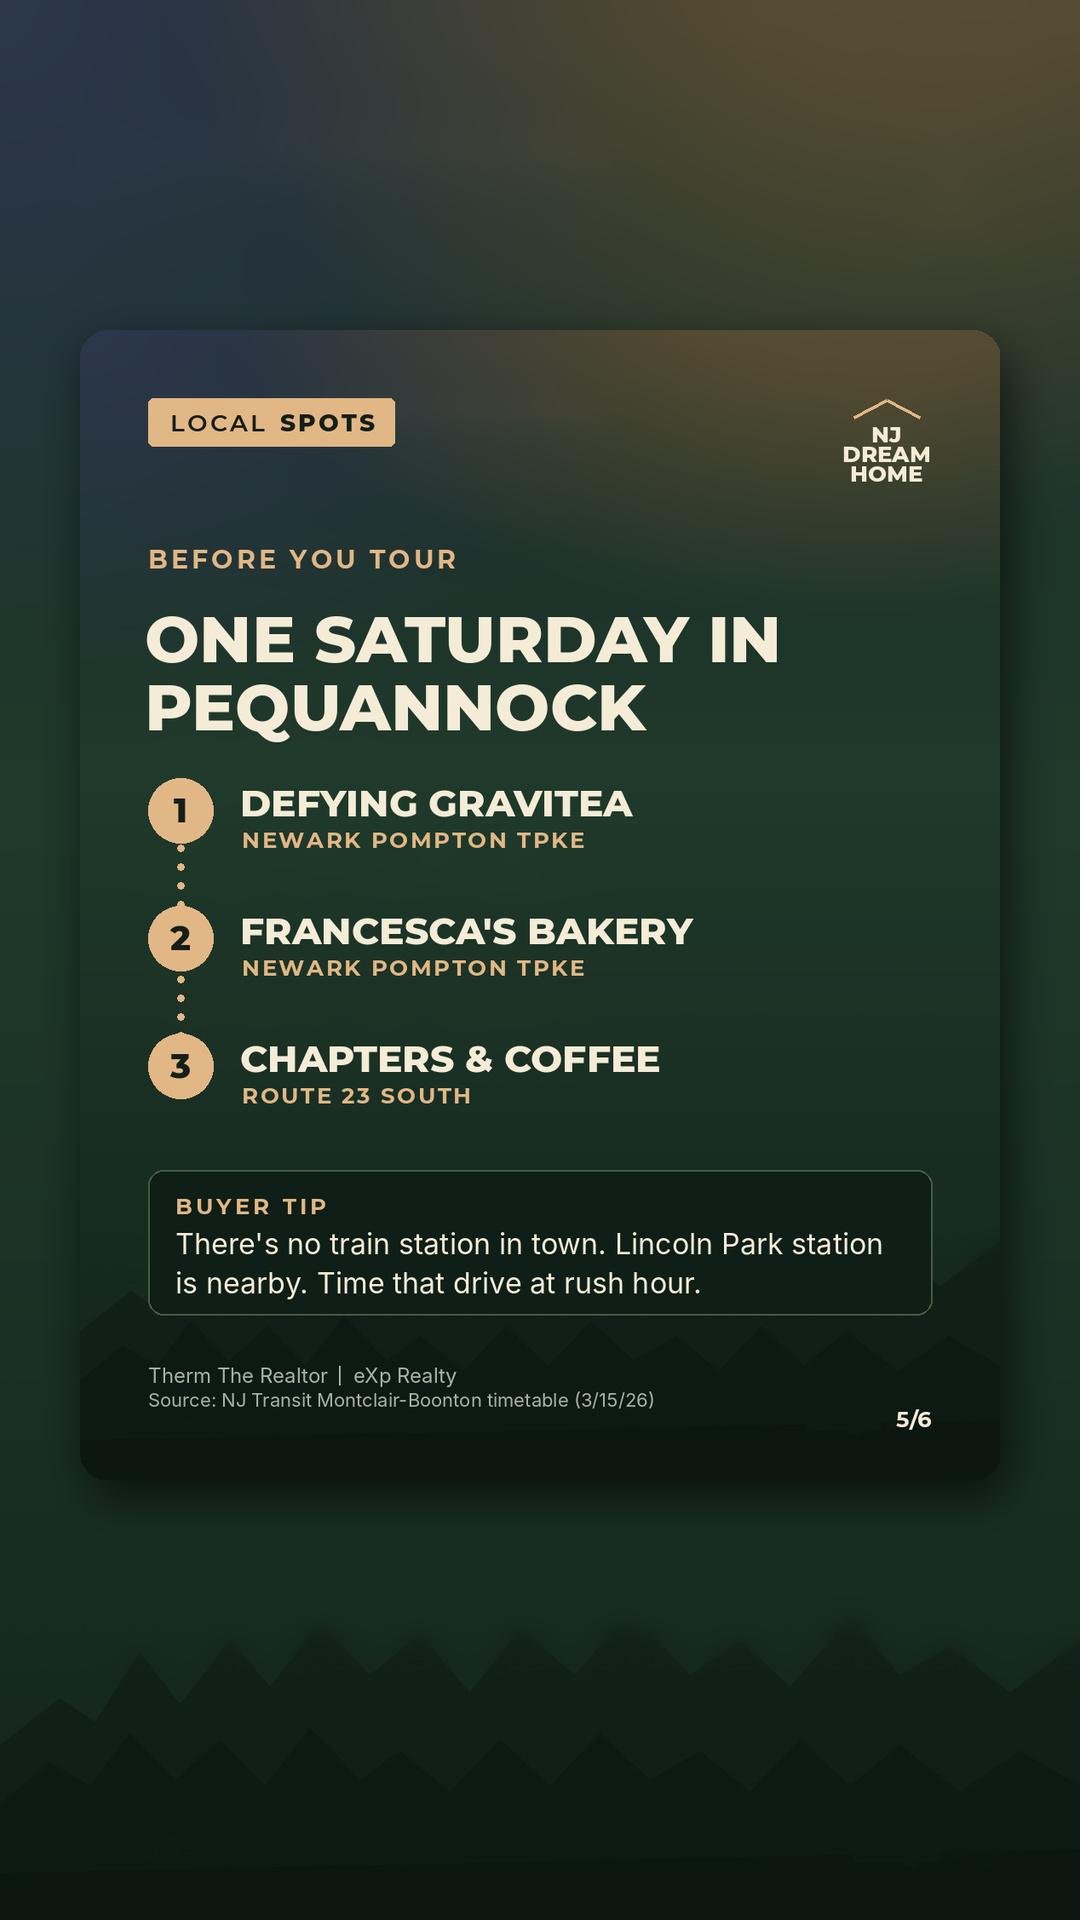 LOCAL SPOTS
NJ
DREAM
HOME
BEFORE YOU TOUR
ONE SATURDAY IN
PEQUANNOCK
1
DEFYING GRAVITEA
NEWARK POMPTON TPKE
2
FRANCESCA'S BAKERY
NEWARK POMPTON TPKE
3
CHAPTERS & COFFEE
ROUTE 23 SOUTH
BUYER TIP
There's no train station in town. Lincoln Park station
is nearby. Time that drive at rush hour.
Therm The Realtor | eXp Realty
Source: NJ Transit Montclair-Boonton timetable (3/15/26)
5/6